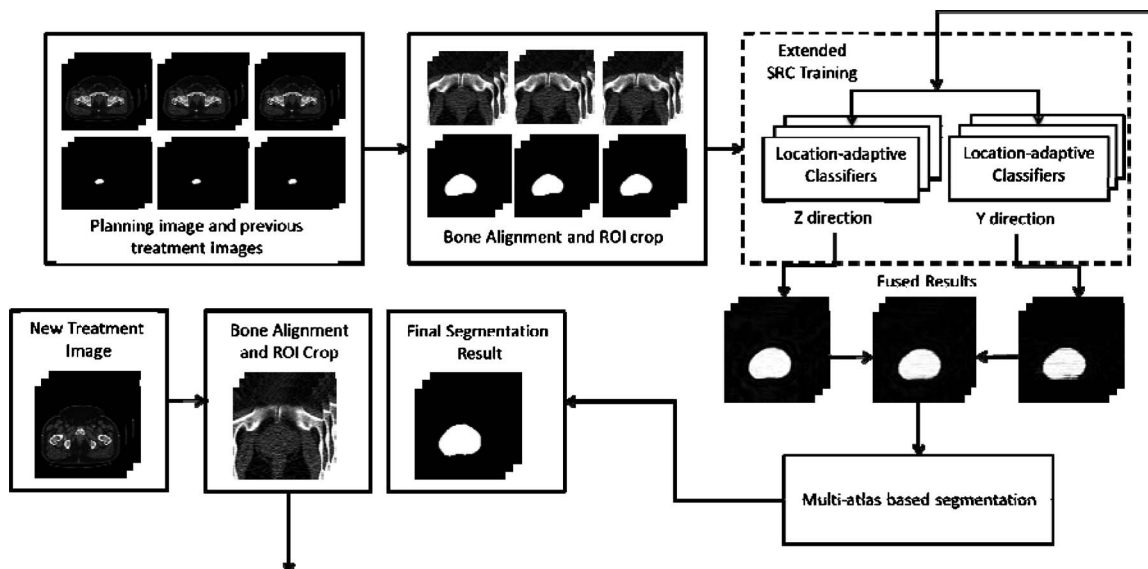 Planning image and previous
treatment images
Bone Alignment and ROI crop
Extended
SRC Training
Location-adaptive
Classifiers
Location-adaptive
Classifiers
Z direction
Y direction
Fused Results
New Treatment
Image
Bone Alignment
and ROI Crop
Final Segmentation
Result
Multi-atlas based segmentation